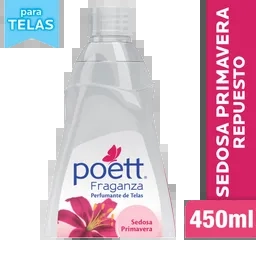 para
TELAS
poett
Fraganza
Perfumante de Telas
Sedosa
Primavera
SEDOSA PRIMAVERA
REPUESTO
450ml